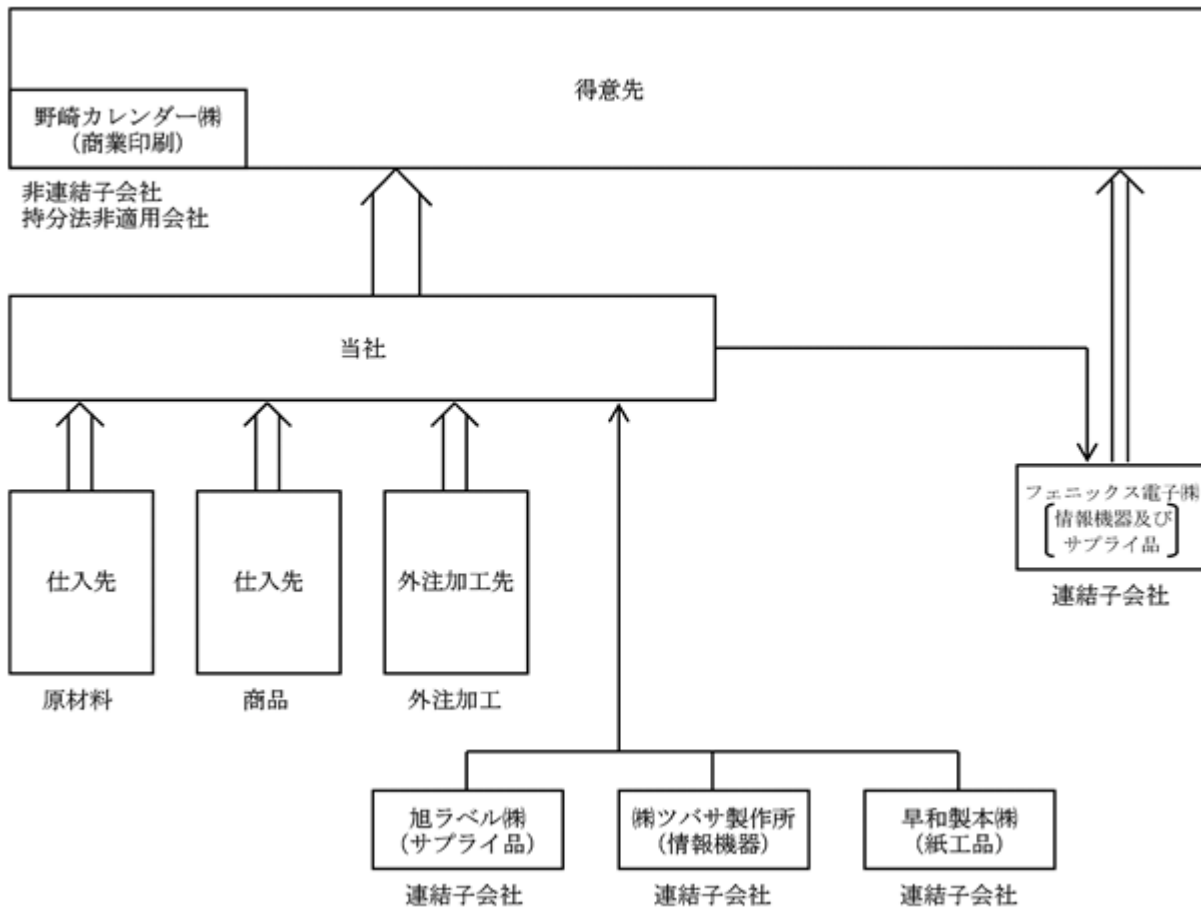 得意先
野崎カレンダー㈱
(商業印刷)
非連結子会社
持分法非適用会社
当社
フェニックス電子㈱
情報機器及び
サプライ品
連結子会社
仕入先
仕入先
外注加工先
原材料
商品
外注加工
旭ラベル㈱
(サプライ品)
㈱ツバサ製作所
(情報機器)
早和製本㈱
(紙工品)
連結子会社
連結子会社
連結子会社